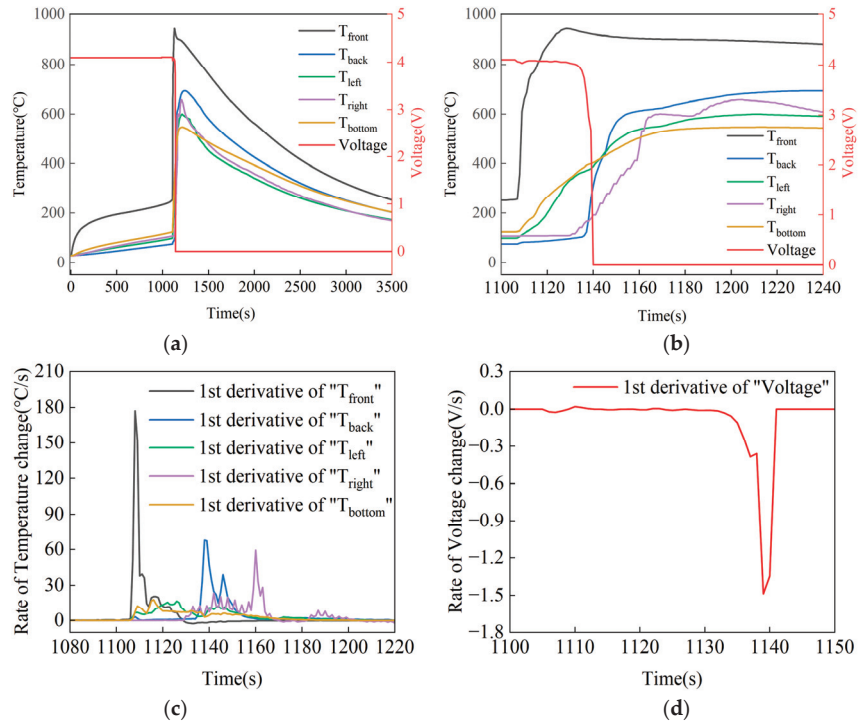 T_front
T_back
T_left
T_right
T_bottom
Voltage
Temperature(℃)
1000
800
600
400
200
0
Voltage(V)
5
4
3
2
1
0
0 500 1000 1500 2000 2500 3000 3500
Time(s)
(a)
T_front
T_back
T_left
T_right
T_bottom
Voltage
Temperature(℃)
1000
800
600
400
200
0
Voltage(V)
5
4
3
2
1
0
1100 1120 1140 1160 1180 1200 1220 1240
Time(s)
(b)
1st derivative of "T_front"
1st derivative of "T_back"
1st derivative of "T_left"
1st derivative of "T_right"
1st derivative of "T_bottom"
Rate of Temperature change(℃/s)
210
180
150
120
90
60
30
0
1080 1100 1120 1140 1160 1180 1200 1220
Time(s)
(c)
1st derivative of "Voltage"
Rate of Voltage change(V/s)
0.3
0.0
−0.3
−0.6
−0.9
−1.2
−1.5
−1.8
1100 1110 1120 1130 1140 1150
Time(s)
(d)